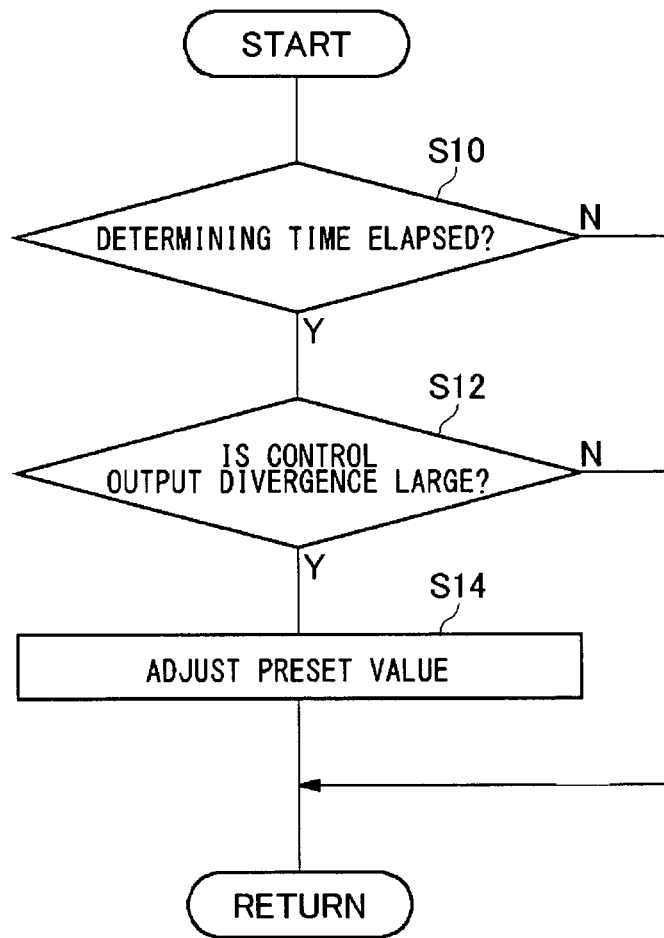 START
S10
DETERMINING TIME ELAPSED?
N
Y
S12
IS CONTROL
OUTPUT DIVERGENCE LARGE?
N
Y
S14
ADJUST PRESET VALUE
RETURN